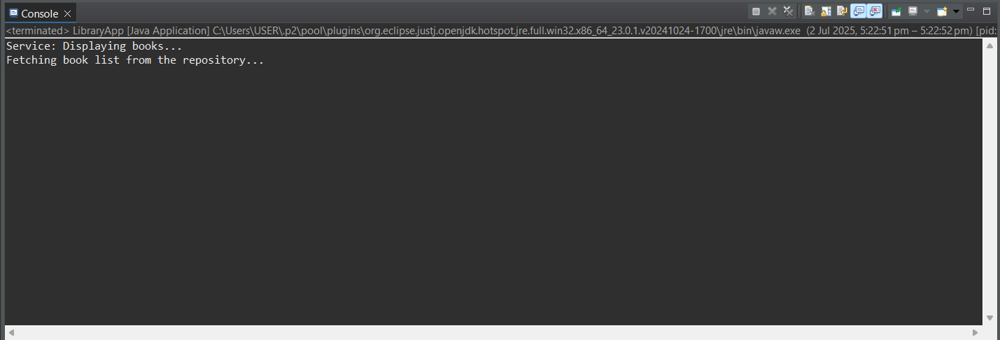 Console
<terminated> LibraryApp [Java Application] C:\Users\USER\.p2\pool\plugins\org.eclipse.justj.openjdk.hotspot.jre.full.win32.x86_64_23.0.1.v20241024-1700\jre\bin\javaw.exe (2 Jul 2025, 5:22:51 pm – 5:22:52 pm) [pid:
Service: Displaying books...
Fetching book list from the repository...